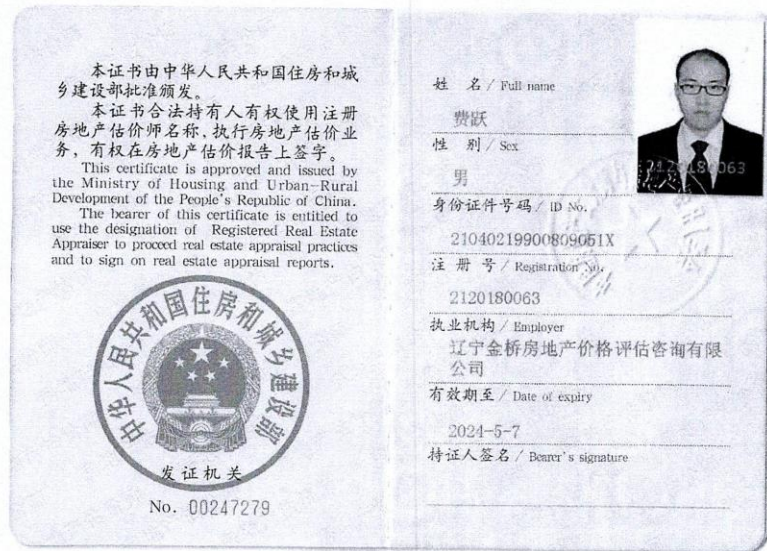 本证书由中华人民共和国住房和城
乡建设部批准颁发。
本证书合法持有人有权使用注册
房地产估价师名称、执行房地产估价业
务，有权在房地产估价报告上签字。
This certificate is approved and issued by
the Ministry of Housing and Urban-Rural
Development of the People's Republic of China.
The bearer of this certificate is entitled to
use the designation of Registered Real Estate
Appraiser to proceed real estate appraisal practices
and to sign on real estate appraisal reports.
中华人民共和国住房和城乡建设部
发证机关
No. 00247279
姓 名 / Full name
费跃
性 别 / Sex
男
身份证件号码 / ID No.
21040219900809051X
注 册 号 / Registration No.
2120180063
执业机构 / Employer
辽宁金桥房地产价格评估咨询有限
公司
有效期至 / Date of expiry
2024-5-7
持证人签名 / Bearer's signature
2120180063